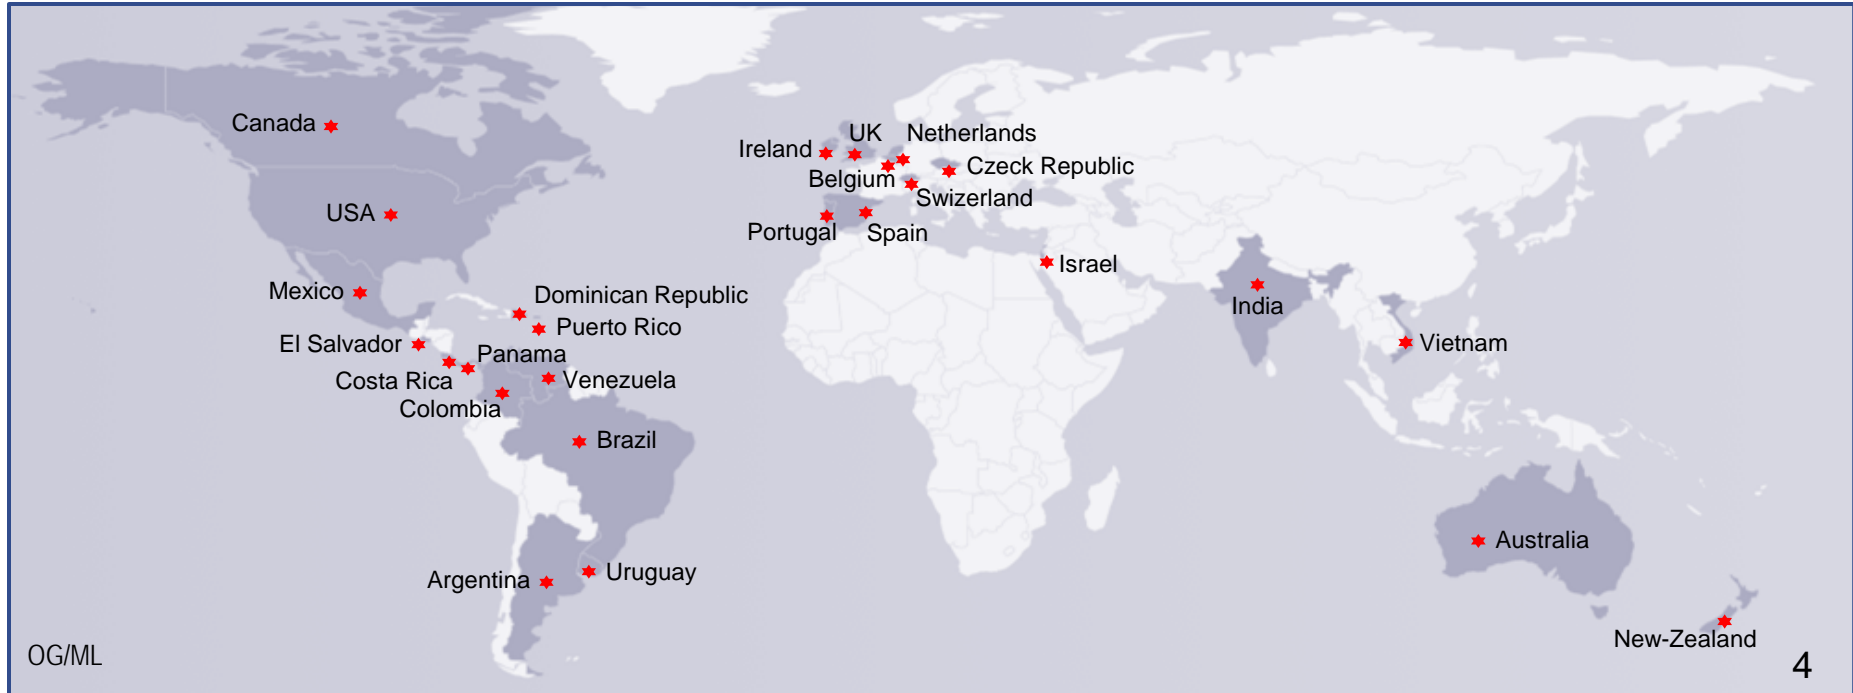 Canada
USA
Mexico
El Salvador
Costa Rica
Panama
Colombia
Dominican Republic
Puerto Rico
Venezuela
Brazil
Argentina
Uruguay
Ireland
UK
Netherlands
Belgium
Czeck Republic
Swizerland
Portugal
Spain
Israel
India
Vietnam
Australia
New-Zealand
OG/ML
4